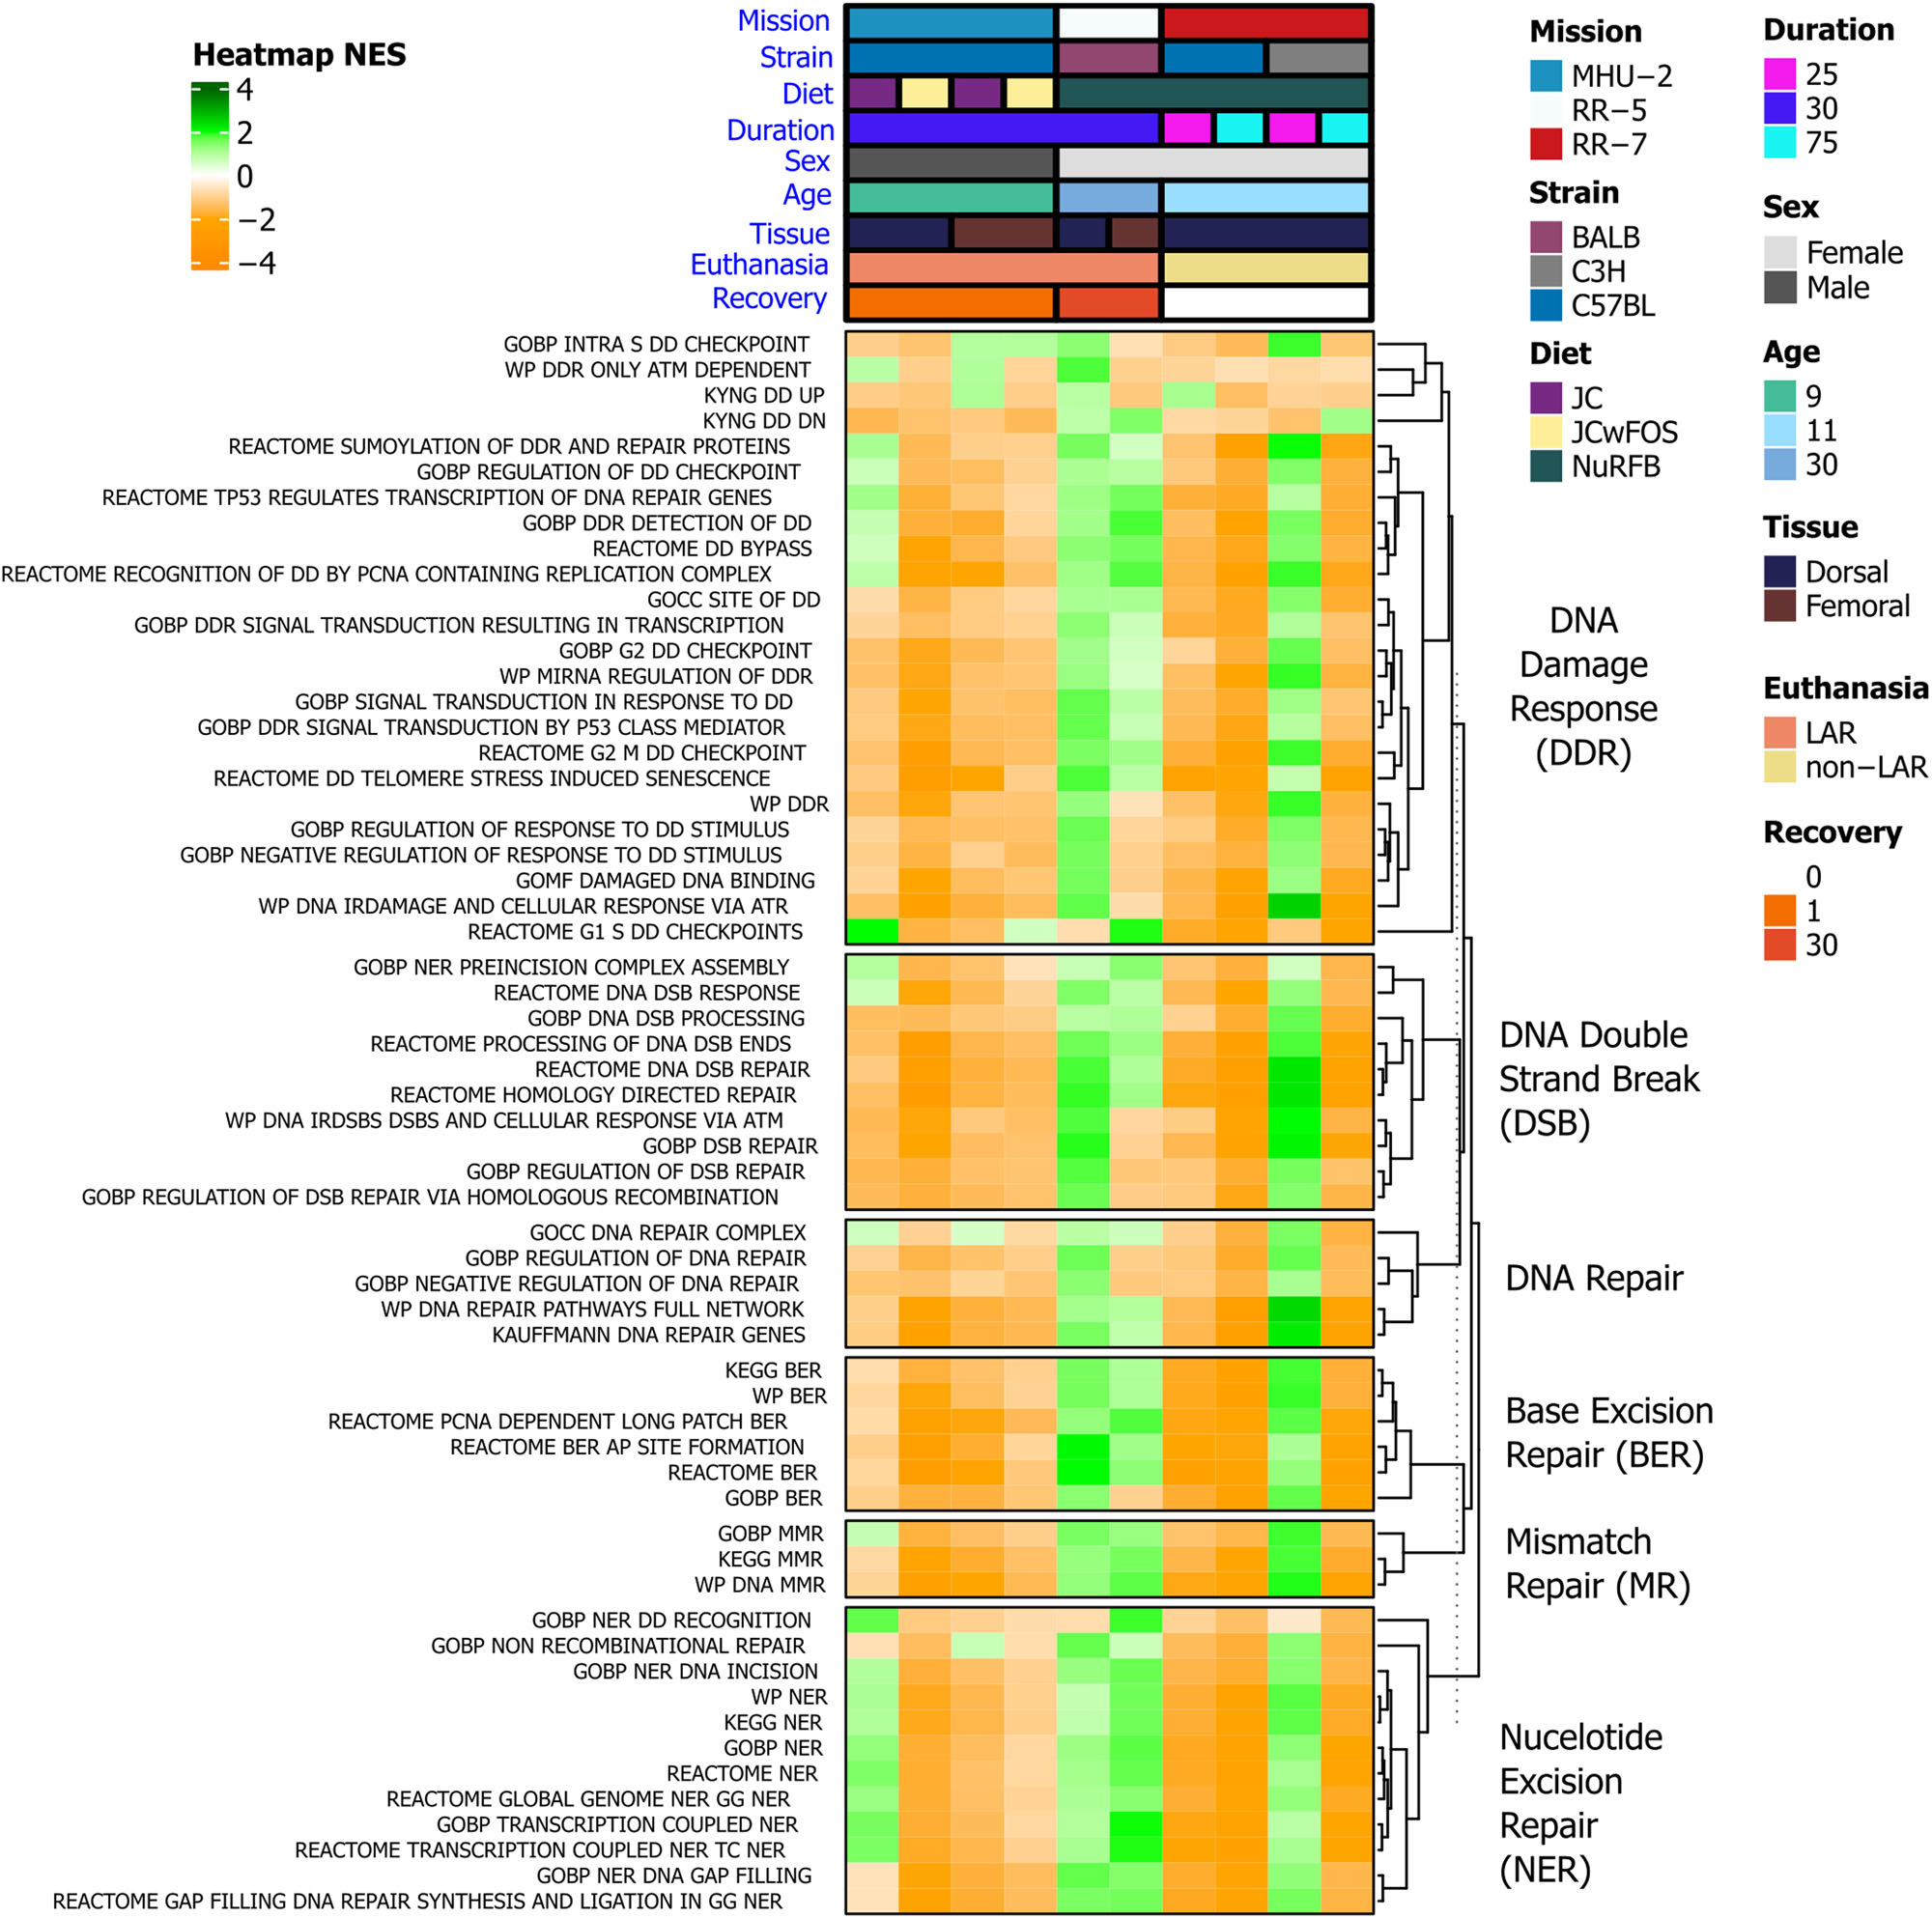 Heatmap NES
4
2
0
−2
−4
Mission
Strain
Diet
Duration
Sex
Age
Tissue
Euthanasia
Recovery
Mission
MHU−2
RR−5
RR−7
Strain
BALB
C3H
C57BL
Diet
JC
JCwFOS
NuRFB
Duration
25
30
75
Sex
Female
Male
Age
9
11
30
Tissue
Dorsal
Femoral
Euthanasia
LAR
non−LAR
Recovery
0
1
30
GOBP INTRA S DD CHECKPOINT
WP DDR ONLY ATM DEPENDENT
KYNG DD UP
KYNG DD DN
REACTOME SUMOYLATION OF DDR AND REPAIR PROTEINS
GOBP REGULATION OF DD CHECKPOINT
REACTOME TP53 REGULATES TRANSCRIPTION OF DNA REPAIR GENES
GOBP DDR DETECTION OF DD
REACTOME DD BYPASS
REACTOME RECOGNITION OF DD BY PCNA CONTAINING REPLICATION COMPLEX
GOCC SITE OF DD
GOBP DDR SIGNAL TRANSDUCTION RESULTING IN TRANSCRIPTION
GOBP G2 DD CHECKPOINT
WP MIRNA REGULATION OF DDR
GOBP SIGNAL TRANSDUCTION IN RESPONSE TO DD
GOBP DDR SIGNAL TRANSDUCTION BY P53 CLASS MEDIATOR
REACTOME G2 M DD CHECKPOINT
REACTOME DD TELOMERE STRESS INDUCED SENESCENCE
WP DDR
GOBP REGULATION OF RESPONSE TO DD STIMULUS
GOBP NEGATIVE REGULATION OF RESPONSE TO DD STIMULUS
GOMF DAMAGED DNA BINDING
WP DNA IRDAMAGE AND CELLULAR RESPONSE VIA ATR
REACTOME G1 S DD CHECKPOINTS
DNA
Damage
Response
(DDR)
GOBP NER PREINCISION COMPLEX ASSEMBLY
REACTOME DNA DSB RESPONSE
GOBP DNA DSB PROCESSING
REACTOME PROCESSING OF DNA DSB ENDS
REACTOME DNA DSB REPAIR
REACTOME HOMOLOGY DIRECTED REPAIR
WP DNA IRDSBS DSBS AND CELLULAR RESPONSE VIA ATM
GOBP DSB REPAIR
GOBP REGULATION OF DSB REPAIR
GOBP REGULATION OF DSB REPAIR VIA HOMOLOGOUS RECOMBINATION
DNA Double
Strand Break
(DSB)
GOCC DNA REPAIR COMPLEX
GOBP REGULATION OF DNA REPAIR
GOBP NEGATIVE REGULATION OF DNA REPAIR
WP DNA REPAIR PATHWAYS FULL NETWORK
KAUFFMANN DNA REPAIR GENES
DNA Repair
KEGG BER
WP BER
REACTOME PCNA DEPENDENT LONG PATCH BER
REACTOME BER AP SITE FORMATION
REACTOME BER
GOBP BER
Base Excision
Repair (BER)
GOBP MMR
KEGG MMR
WP DNA MMR
Mismatch
Repair (MR)
GOBP NER DD RECOGNITION
GOBP NON RECOMBINATIONAL REPAIR
GOBP NER DNA INCISION
WP NER
KEGG NER
GOBP NER
REACTOME NER
REACTOME GLOBAL GENOME NER GG NER
GOBP TRANSCRIPTION COUPLED NER
REACTOME TRANSCRIPTION COUPLED NER TC NER
GOBP NER DNA GAP FILLING
REACTOME GAP FILLING DNA REPAIR SYNTHESIS AND LIGATION IN GG NER
Nucelotide
Excision
Repair
(NER)